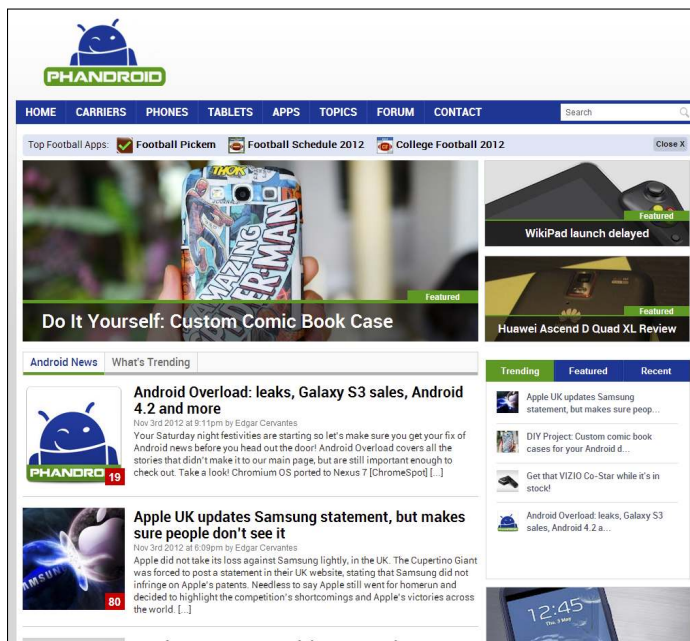 PHANDROID
HOME CARRIERS PHONES TABLETS APPS TOPICS FORUM CONTACT Search
Top Football Apps: Football Pickem Football Schedule 2012 College Football 2012 Close X
THOR
AMAZING
SPIDER-MAN
Featured
Do It Yourself: Custom Comic Book Case
Featured
WikiPad launch delayed
Featured
Huawei Ascend D Quad XL Review
Android News What's Trending
Android Overload: leaks, Galaxy S3 sales, Android
4.2 and more
Nov 3rd 2012 at 9:11pm by Edgar Cervantes
Your Saturday night festivities are starting so let's make sure you get your fix of
Android news before you head out the door! Android Overload covers all the
stories that didn't make it to our main page, but are still important enough to
check out. Take a look! Chromium OS ported to Nexus 7 [ChromeSpot] [...]
PHANDRO
19
Apple UK updates Samsung statement, but makes
sure people don't see it
Nov 3rd 2012 at 6:09pm by Edgar Cervantes
Apple did not take its loss against Samsung lightly, in the UK. The Cupertino Giant
was forced to post a statement in their UK website, stating that Samsung did not
infringe on Apple's patents. Needless to say Apple still went for homerun and
decided to highlight the competition's shortcomings and Apple's victories across
the world. [...]
AMSUN
80
Trending Featured Recent
Apple UK updates Samsung
statement, but makes sure peop...
DIY Project: Custom comic book
cases for your Android d...
Get that VIZIO Co-Star while it's in
stock!
Android Overload: leaks, Galaxy S3
sales, Android 4.2 a...
12:45
Thu, 3 May